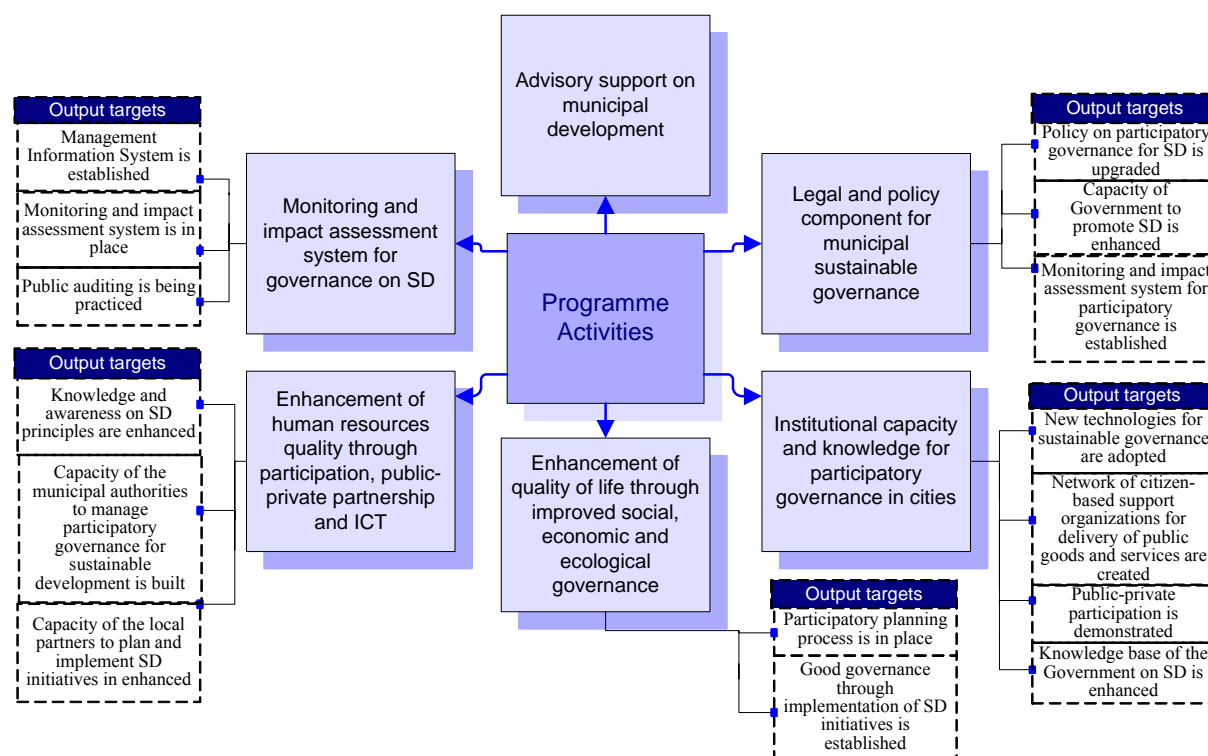 Advisory support on
municipal
development
Output targets
Management
Information System is
established
Monitoring and impact
assessment system is in
place
Public auditing is being
practiced
Monitoring and
impact assessment
system for
governance on SD
Programme
Activities
Legal and policy
component for
municipal
sustainable
governance
Output targets
Policy on participatory
governance for SD is
upgraded
Capacity of
Government to
promote SD is
enhanced
Monitoring and impact
assessment system for
participatory
governance is
established
Output targets
Knowledge and
awareness on SD
principles are enhanced
Capacity of the
municipal authorities
to manage
participatory
governance for
sustainable
development is built
Capacity of the local
partners to plan and
implement SD
initiatives in enhanced
Enhancement of
human resources
quality through
participation, public-
private partnership
and ICT
Enhancement of
quality of life through
improved social,
economic and
ecological
governance
Institutional capacity
and knowledge for
participatory
governance in cities
Output targets
New technologies for
sustainable governance
are adopted
Network of citizen-
based support
organizations for
delivery of public
goods and services are
created
Public-private
participation is
demonstrated
Knowledge base of the
Government on SD is
enhanced
Output targets
Participatory planning
process is in place
Good governance
through
implementation of SD
initiatives is
established